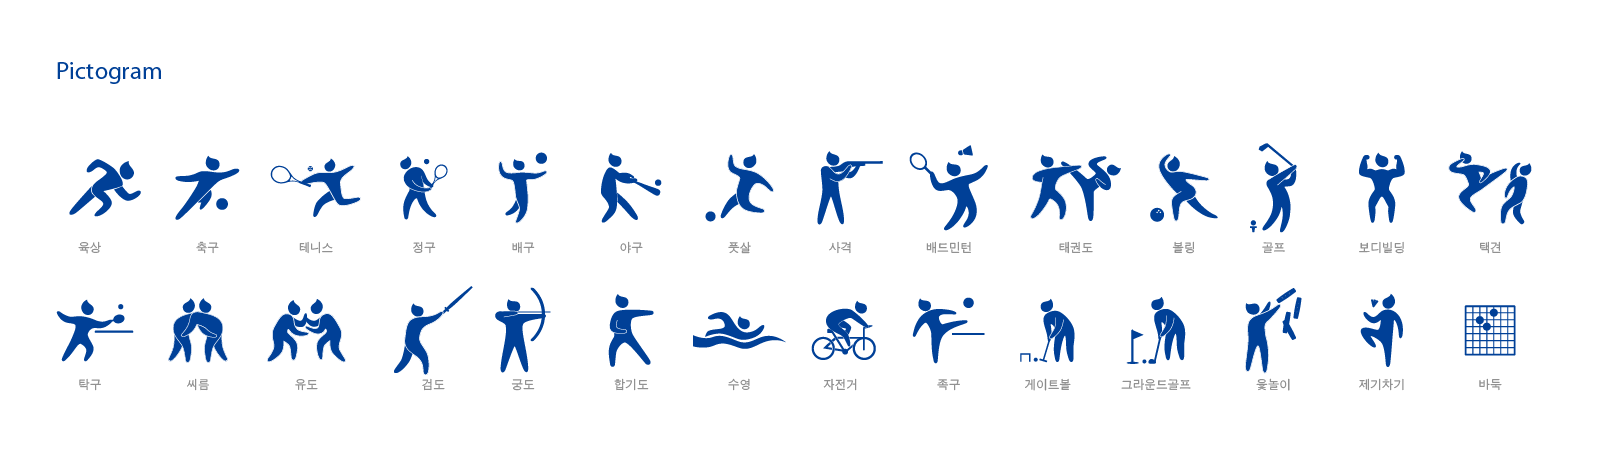 Pictogram
육상 축구 테니스 정구 배구 야구 풋살 사격 배드민턴 태권도 볼링 골프 보디빌딩 택견
탁구 씨름 유도 검도 궁도 합기도 수영 자전거 족구 게이트볼 그라운드골프 윷놀이 제기차기 바둑